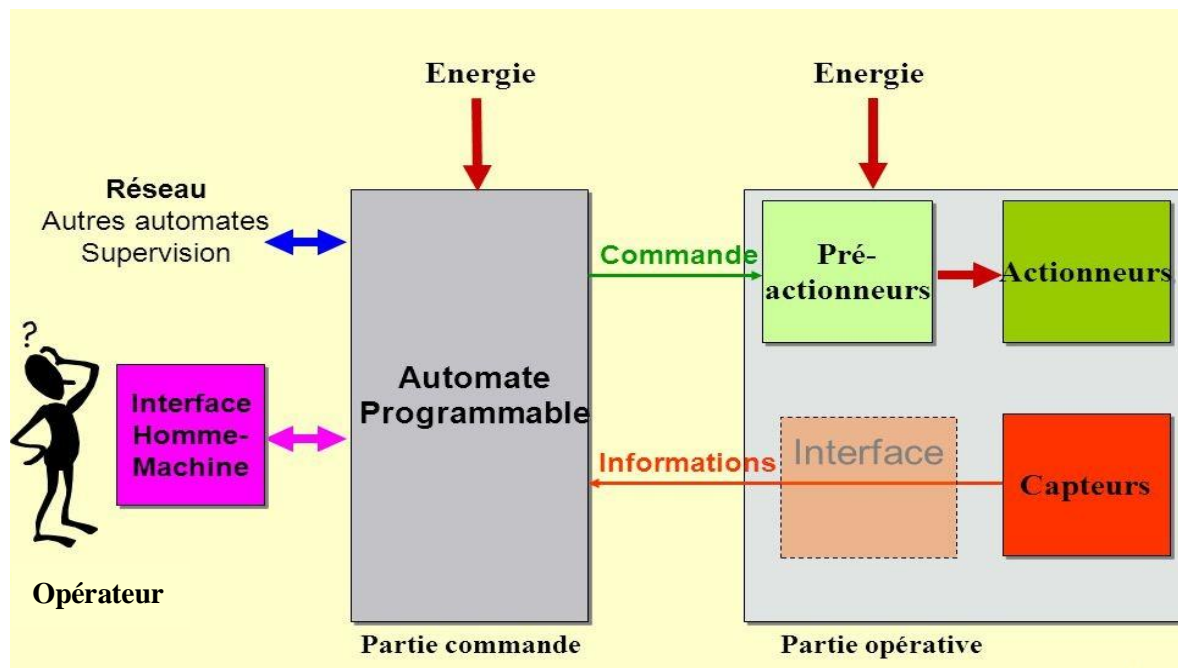 Energie
Energie
Réseau
Autres automates
Supervision
Commande
Pré-
actionneurs
Actionneurs
?
Automate
Programmable
Interface
Homme-
Machine
Informations
Interface
Capteurs
Opérateur
Partie commande
Partie opérative